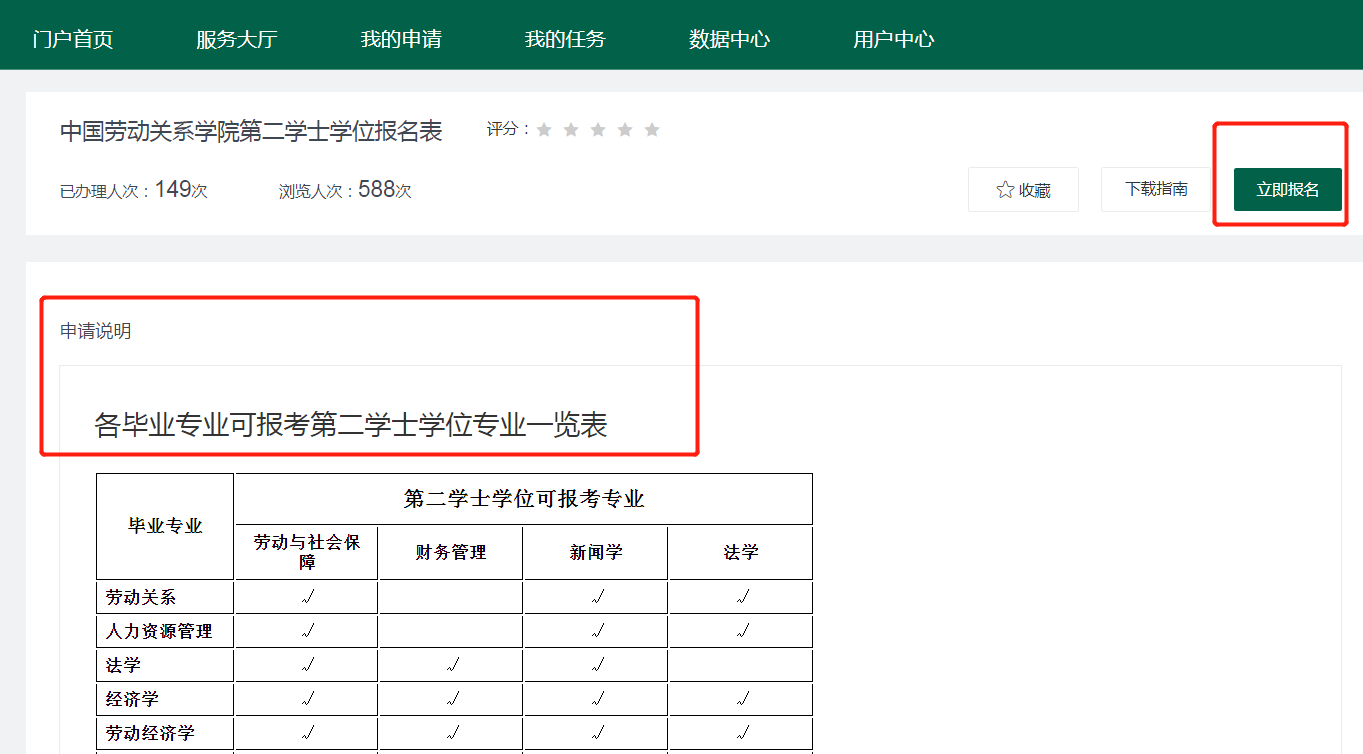 门户首页 服务大厅 我的申请 我的任务 数据中心 用户中心
中国劳动关系学院第二学士学位报名表 评分：
已办理人次：149次 浏览人次：588次
收藏 下载指南 立即报名
申请说明
各毕业专业可报考第二学士学位专业一览表
毕业专业 第二学士学位可报考专业
劳动与社会保障 财务管理 新闻学 法学
劳动关系 √ √ √
人力资源管理 √ √ √
法学 √ √ √
经济学 √ √ √ √
劳动经济学 √ √ √ √